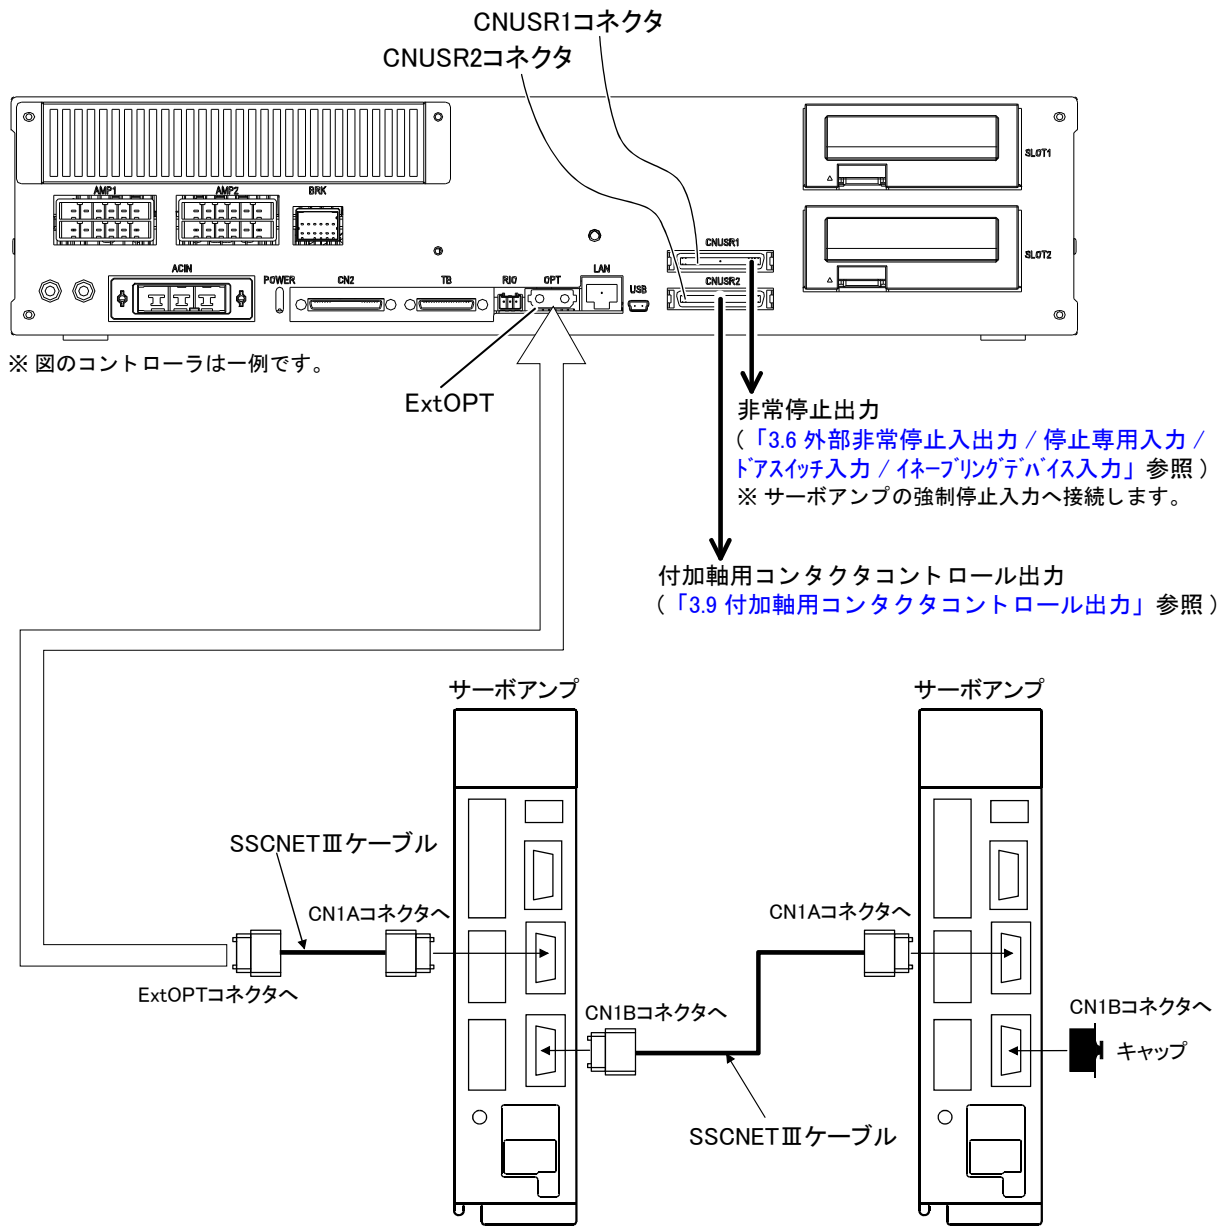 CNUSR1コネクタ
CNUSR2コネクタ
SLOT1
AMP1
AMP2
BRK
CNUSR1
SLOT2
ACIN
POWER
CN2
TB
RIO
OPT
LAN
USB
CNUSR2
※ 図のコントローラは一例です。
ExtOPT
非常停止出力
(「3.6 外部非常停止入出力 / 停止専用入力 /
ﾄﾞｱｽｲｯﾁ入力 / ｲﾈｰﾌﾞﾘﾝｸﾞﾃﾞﾊﾞｲｽ入力」参照)
※ サーボアンプの強制停止入力へ接続します。
付加軸用コンタクタコントロール出力
(「3.9 付加軸用コンタクタコントロール出力」参照)
サーボアンプ
サーボアンプ
SSCNETⅢケーブル
CN1Aコネクタへ
CN1Aコネクタへ
ExtOPTコネクタへ
CN1Bコネクタへ
CN1Bコネクタへ
キャップ
SSCNETⅢケーブル